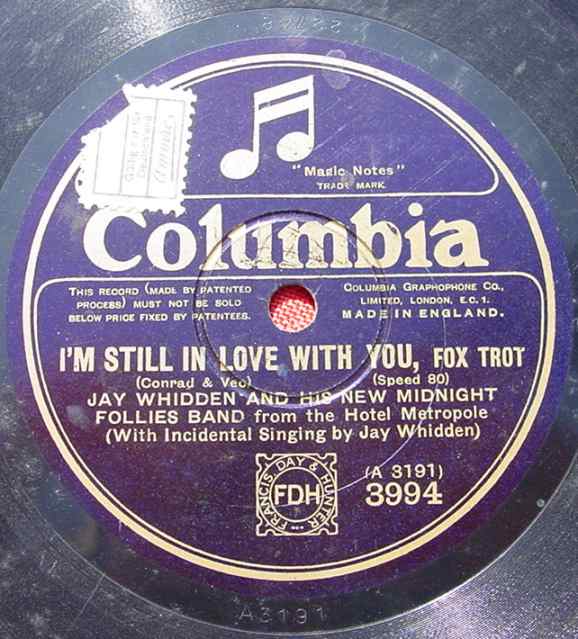 "Magic Notes"
TRADE MARK.
Columbia
THIS RECORD (MADE BY PATENTED
PROCESS) MUST NOT BE SOLD
BELOW PRICE FIXED BY PATENTEES.
COLUMBIA GRAPHOPHONE CO.,
LIMITED, LONDON, E.C. 1.
MADE IN ENGLAND.
I'M STILL IN LOVE WITH YOU, FOX TROT
(Conrad & Veo) (Speed 80)
JAY WHIDDEN AND HIS NEW MIDNIGHT
FOLLIES BAND from the Hotel Metropole
(With Incidental Singing by Jay Whidden)
FRANCIS DAY & HUNTER
FDH
(A 3191)
3994
A3191